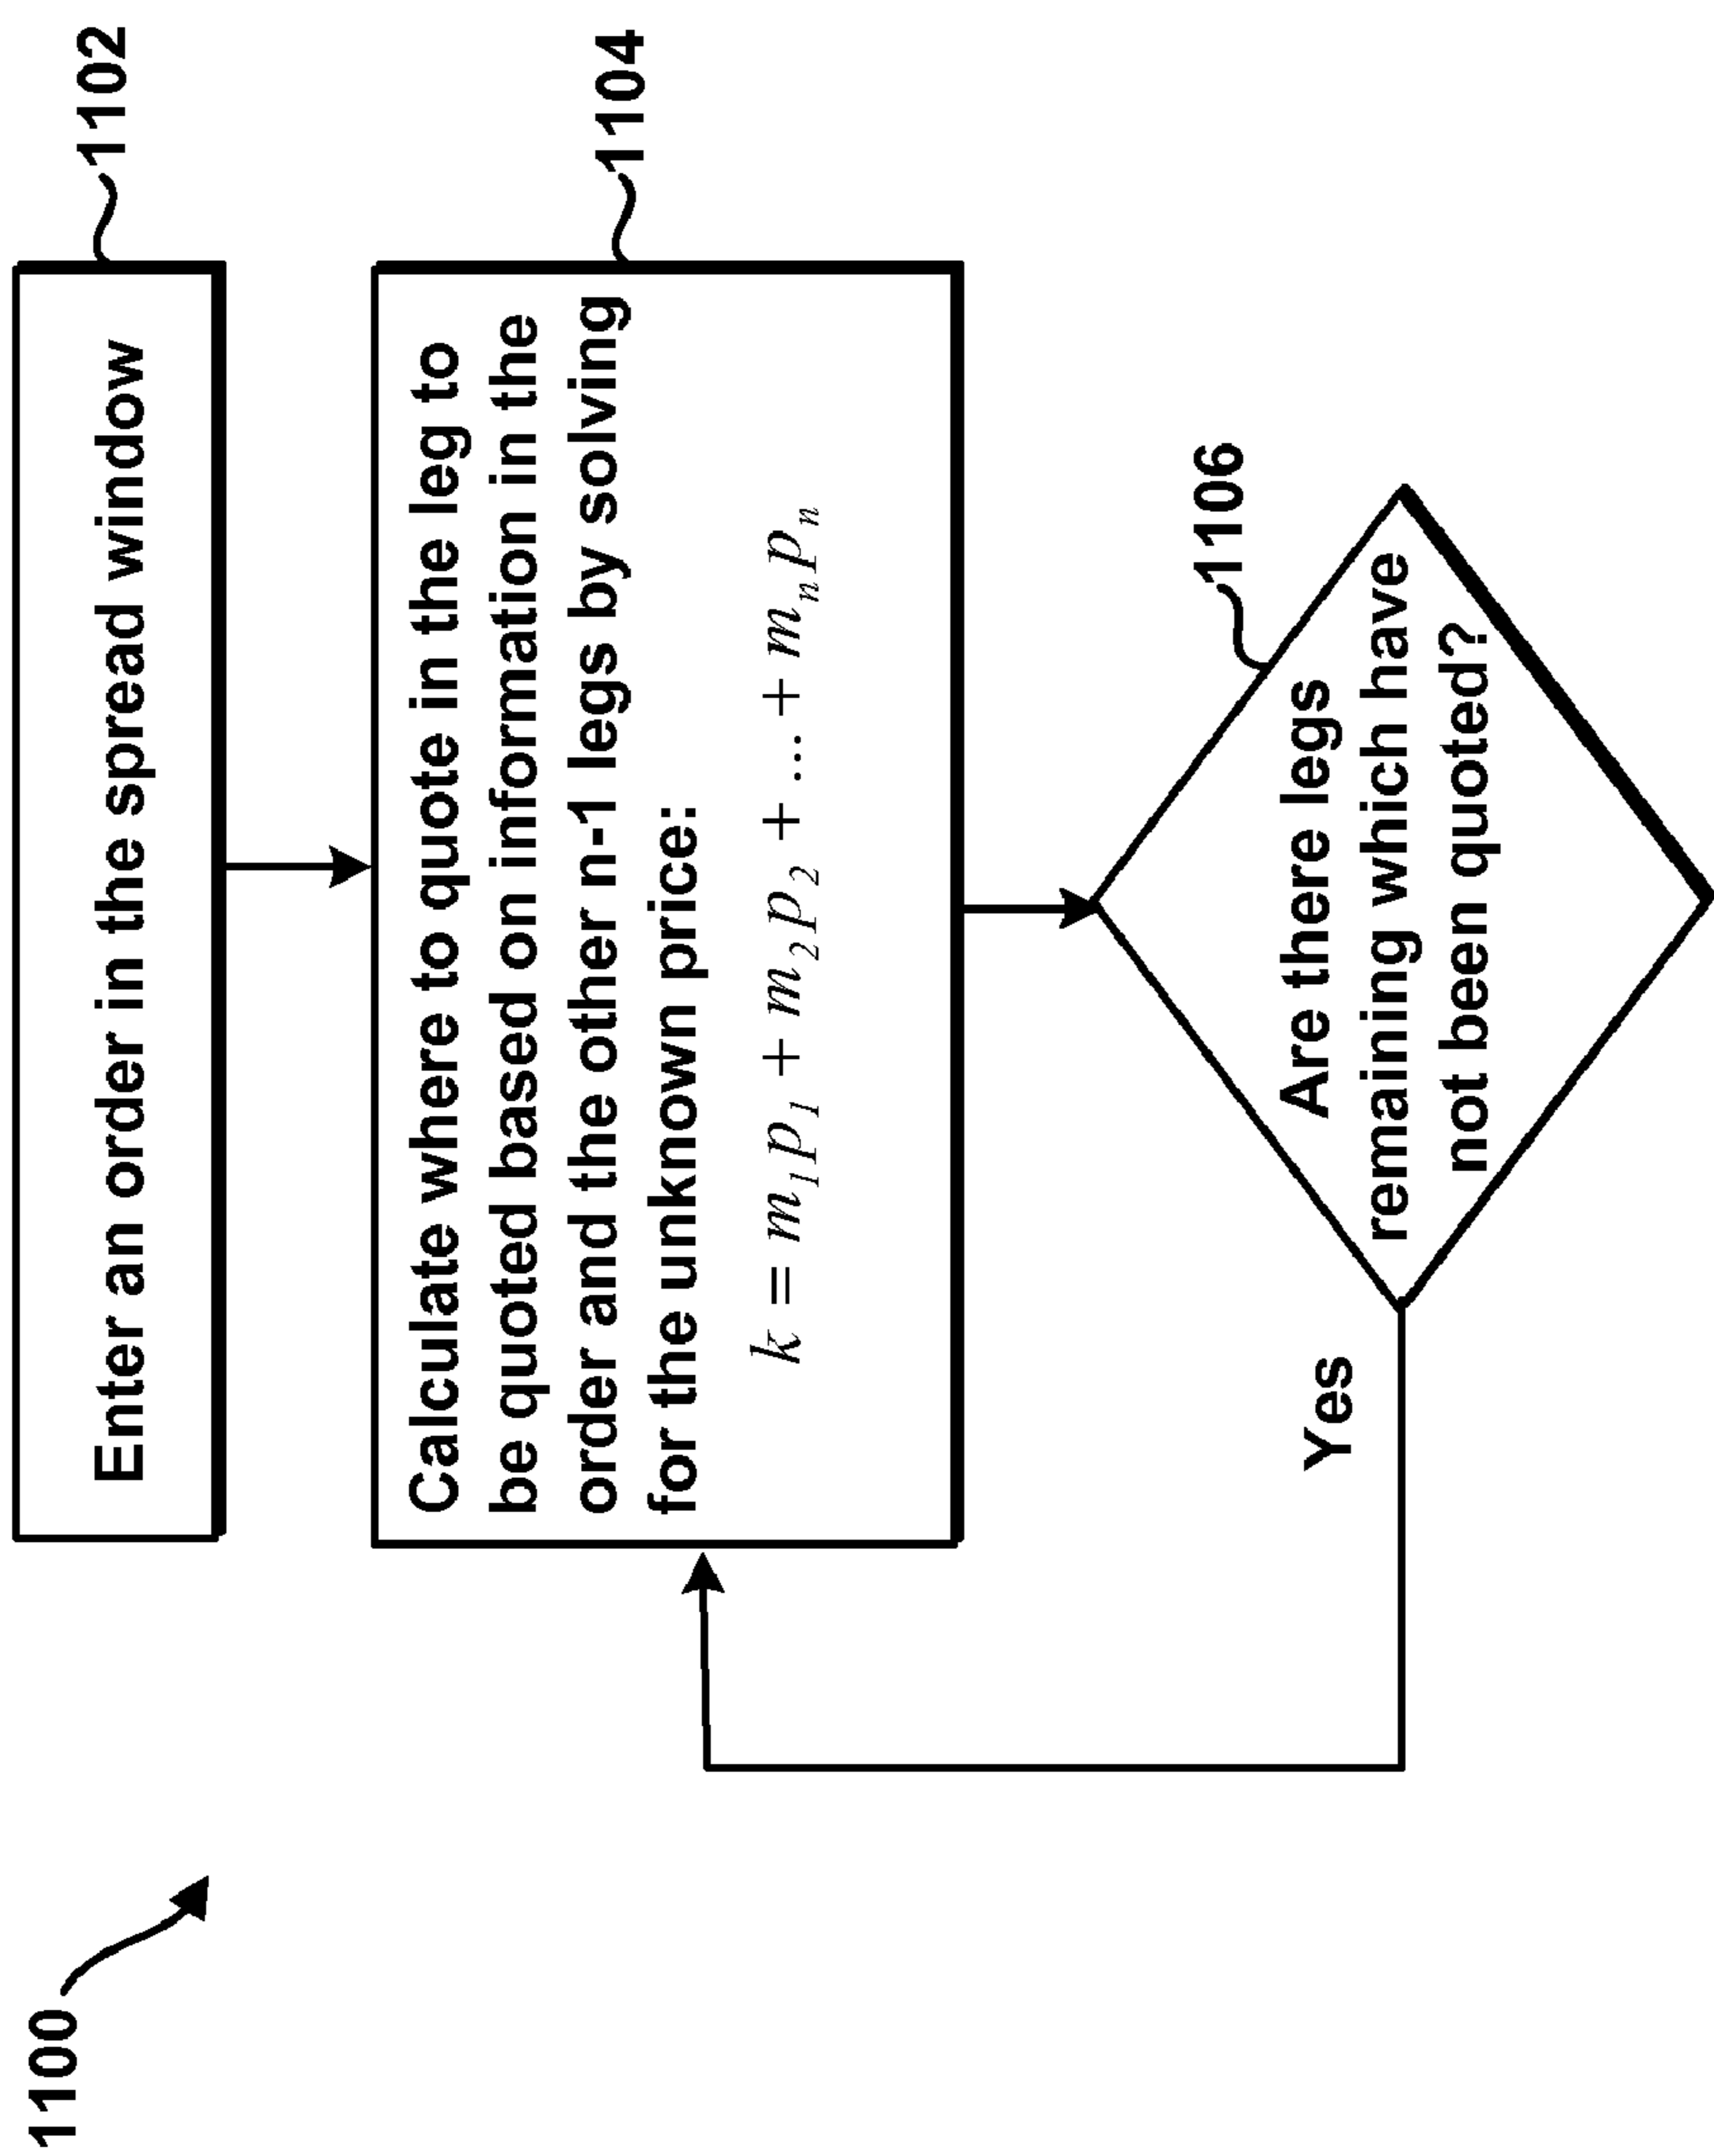 1100
Enter an order in the spread window
1102
Calculate where to quote in the leg to
be quoted based on information in the
order and the other n-1 legs by solving
for the unknown price:
k = m₁p₁ + m₂p₂ + ... + mₙpₙ
1104
Are there legs
remaining which have
not been quoted?
1106
Yes